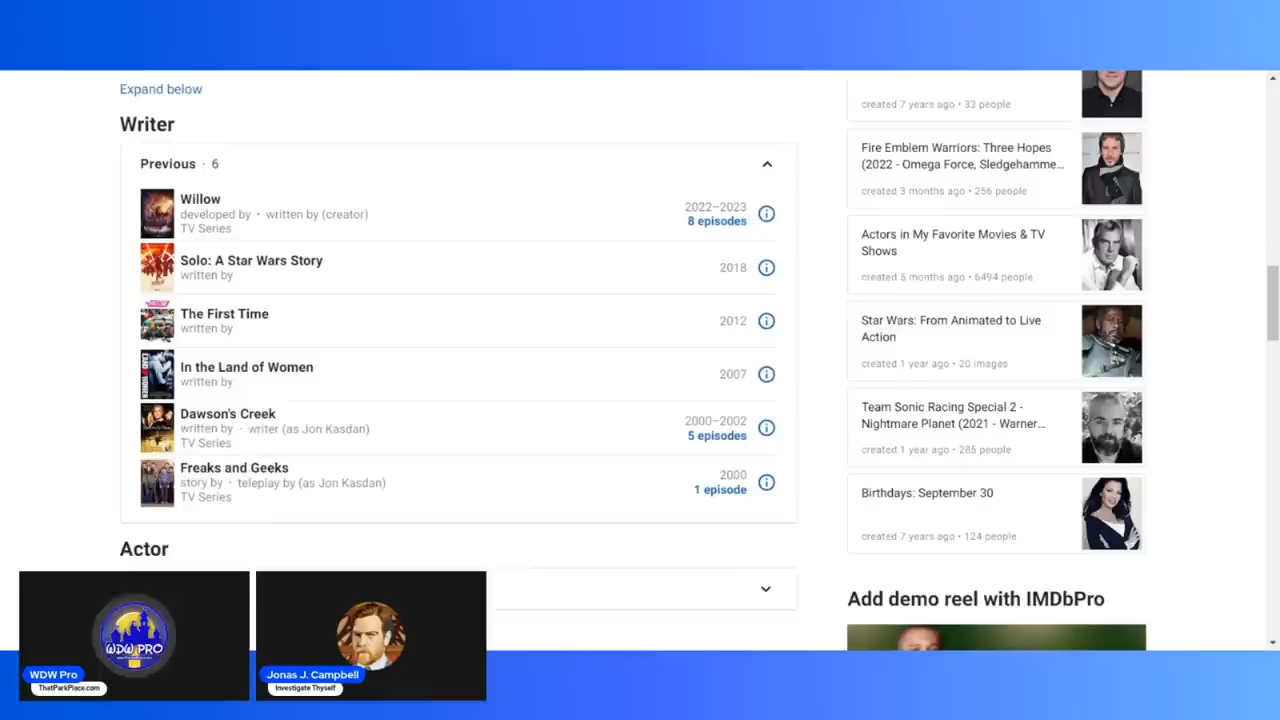 Expand below
Writer
Previous · 6
Willow
developed by · written by (creator)
TV Series
2022–2023
8 episodes
Solo: A Star Wars Story
written by
2018
The First Time
written by
2012
In the Land of Women
written by
2007
Dawson's Creek
written by · writer (as Jon Kasdan)
TV Series
2000–2002
5 episodes
Freaks and Geeks
story by · teleplay by (as Jon Kasdan)
TV Series
2000
1 episode
Actor
created 7 years ago • 33 people
Fire Emblem Warriors: Three Hopes
(2022 - Omega Force, Sledgehamme...
created 3 months ago • 256 people
Actors in My Favorite Movies & TV
Shows
created 5 months ago • 6494 people
Star Wars: From Animated to Live
Action
created 1 year ago • 20 images
Team Sonic Racing Special 2 -
Nightmare Planet (2021 - Warner...
created 1 year ago • 285 people
Birthdays: September 30
created 7 years ago • 124 people
Add demo reel with IMDbPro
WDW PRO
WDW Pro
ThatParkPlace.com
Jonas J. Campbell
Investigate Thyself